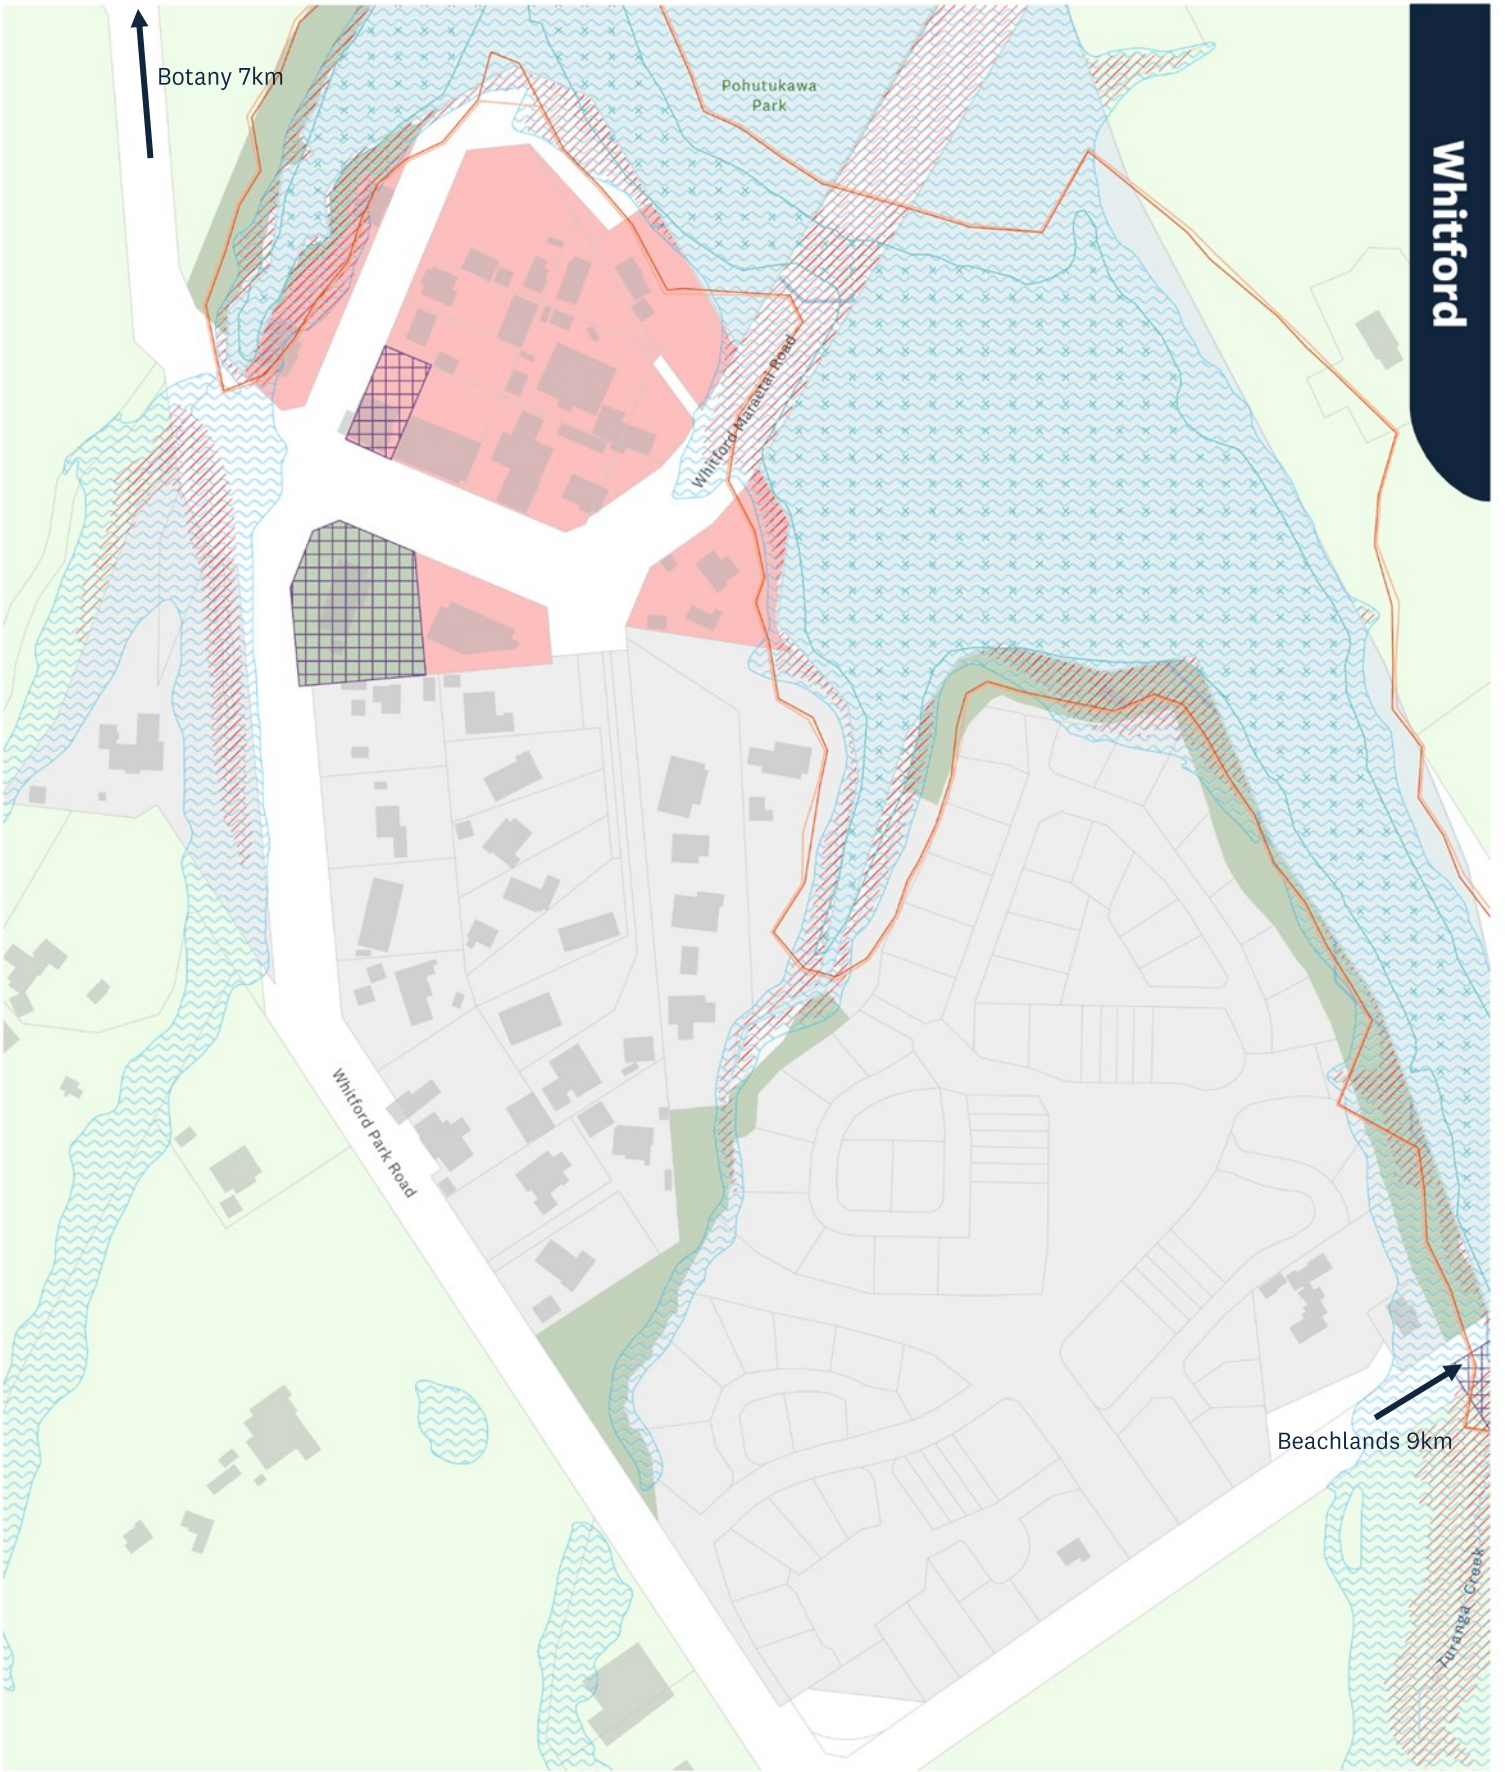 Botany 7km
Pohutukawa
Park
Whitford
Whitford Maraetai Road
Whitford Park Road
Beachlands 9km
Turanga Creek